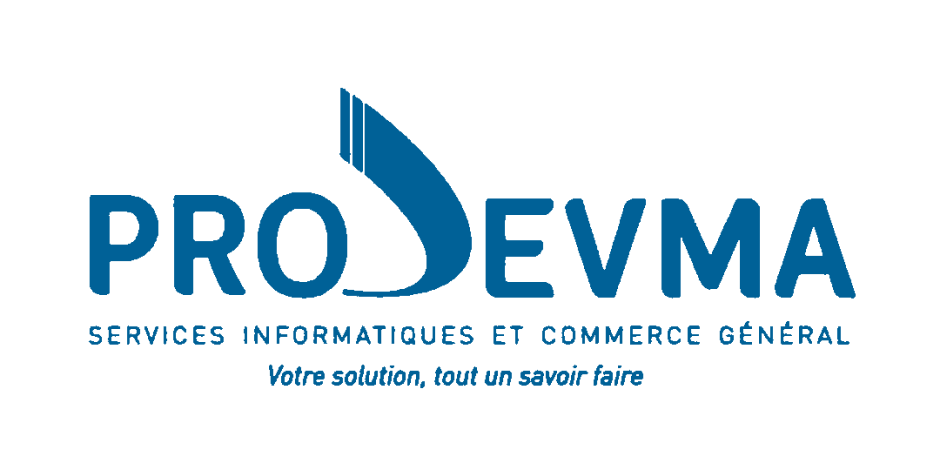 PRODEVMA
SERVICES INFORMATIQUES ET COMMERCE GÉNÉRAL
Votre solution, tout un savoir faire